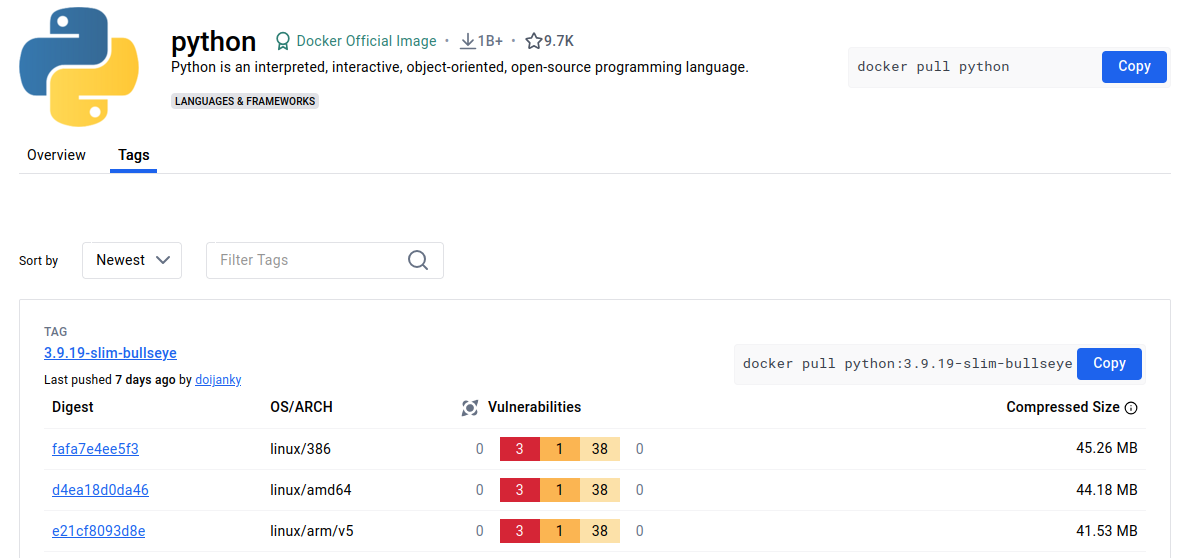 python Docker Official Image · 1B+ · 9.7K
Python is an interpreted, interactive, object-oriented, open-source programming language.
docker pull python Copy
LANGUAGES & FRAMEWORKS
Overview Tags
Sort by Newest Filter Tags
TAG
3.9.19-slim-bullseye
docker pull python:3.9.19-slim-bullseye Copy
Last pushed 7 days ago by doijanky
Digest OS/ARCH Vulnerabilities Compressed Size
fafa7e4ee5f3 linux/386 0 3 1 38 0 45.26 MB
d4ea18d0da46 linux/amd64 0 3 1 38 0 44.18 MB
e21cf8093d8e linux/arm/v5 0 3 1 38 0 41.53 MB